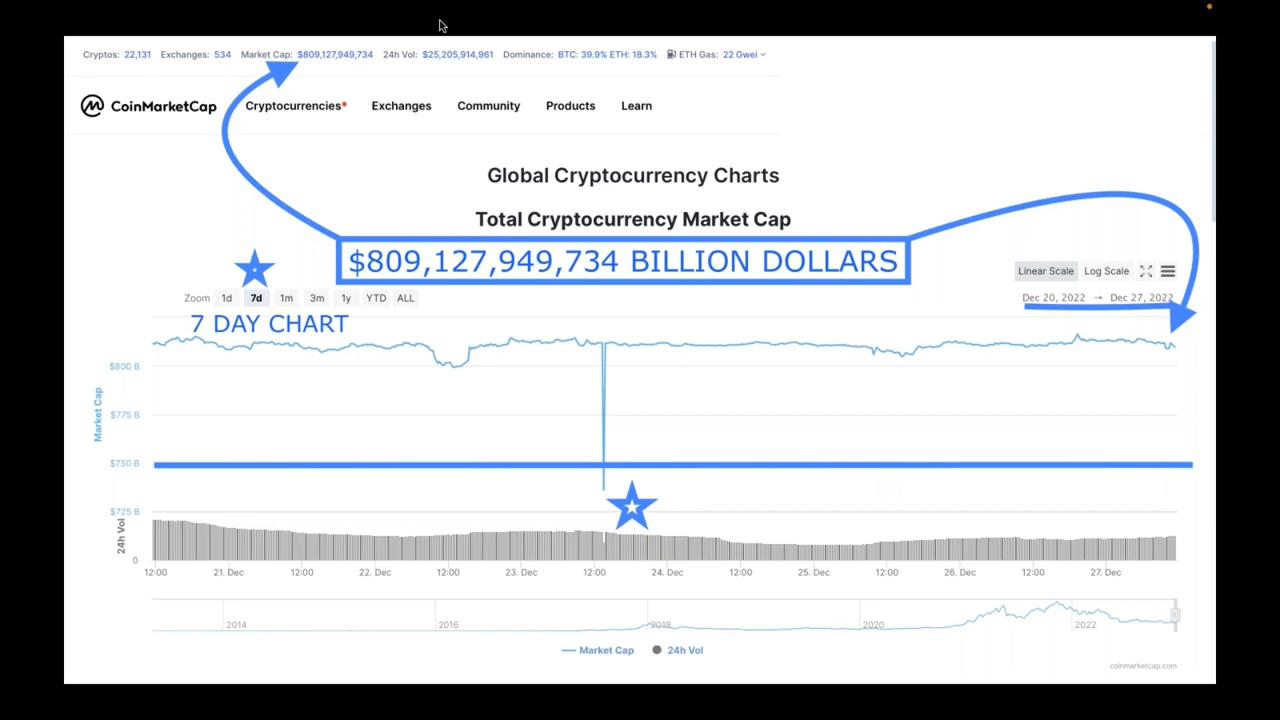 Cryptos: 22,131 Exchanges: 534 Market Cap: $809,127,949,734 24h Vol: $25,205,914,961 Dominance: BTC: 39.9% ETH: 18.3% ETH Gas: 22 Gwei
CoinMarketCap Cryptocurrencies Exchanges Community Products Learn
Global Cryptocurrency Charts
Total Cryptocurrency Market Cap
$809,127,949,734 BILLION DOLLARS
Linear Scale Log Scale
Zoom 1d 7d 1m 3m 1y YTD ALL
Dec 20, 2022 → Dec 27, 2022
7 DAY CHART
$800 B
$775 B
$750 B
$725 B
0
Market Cap
24h Vol
12:00 21. Dec 12:00 22. Dec 12:00 23. Dec 12:00 24. Dec 12:00 25. Dec 12:00 26. Dec 12:00 27. Dec
2014 2016 2018 2020 2022
Market Cap 24h Vol
coinmarketcap.com